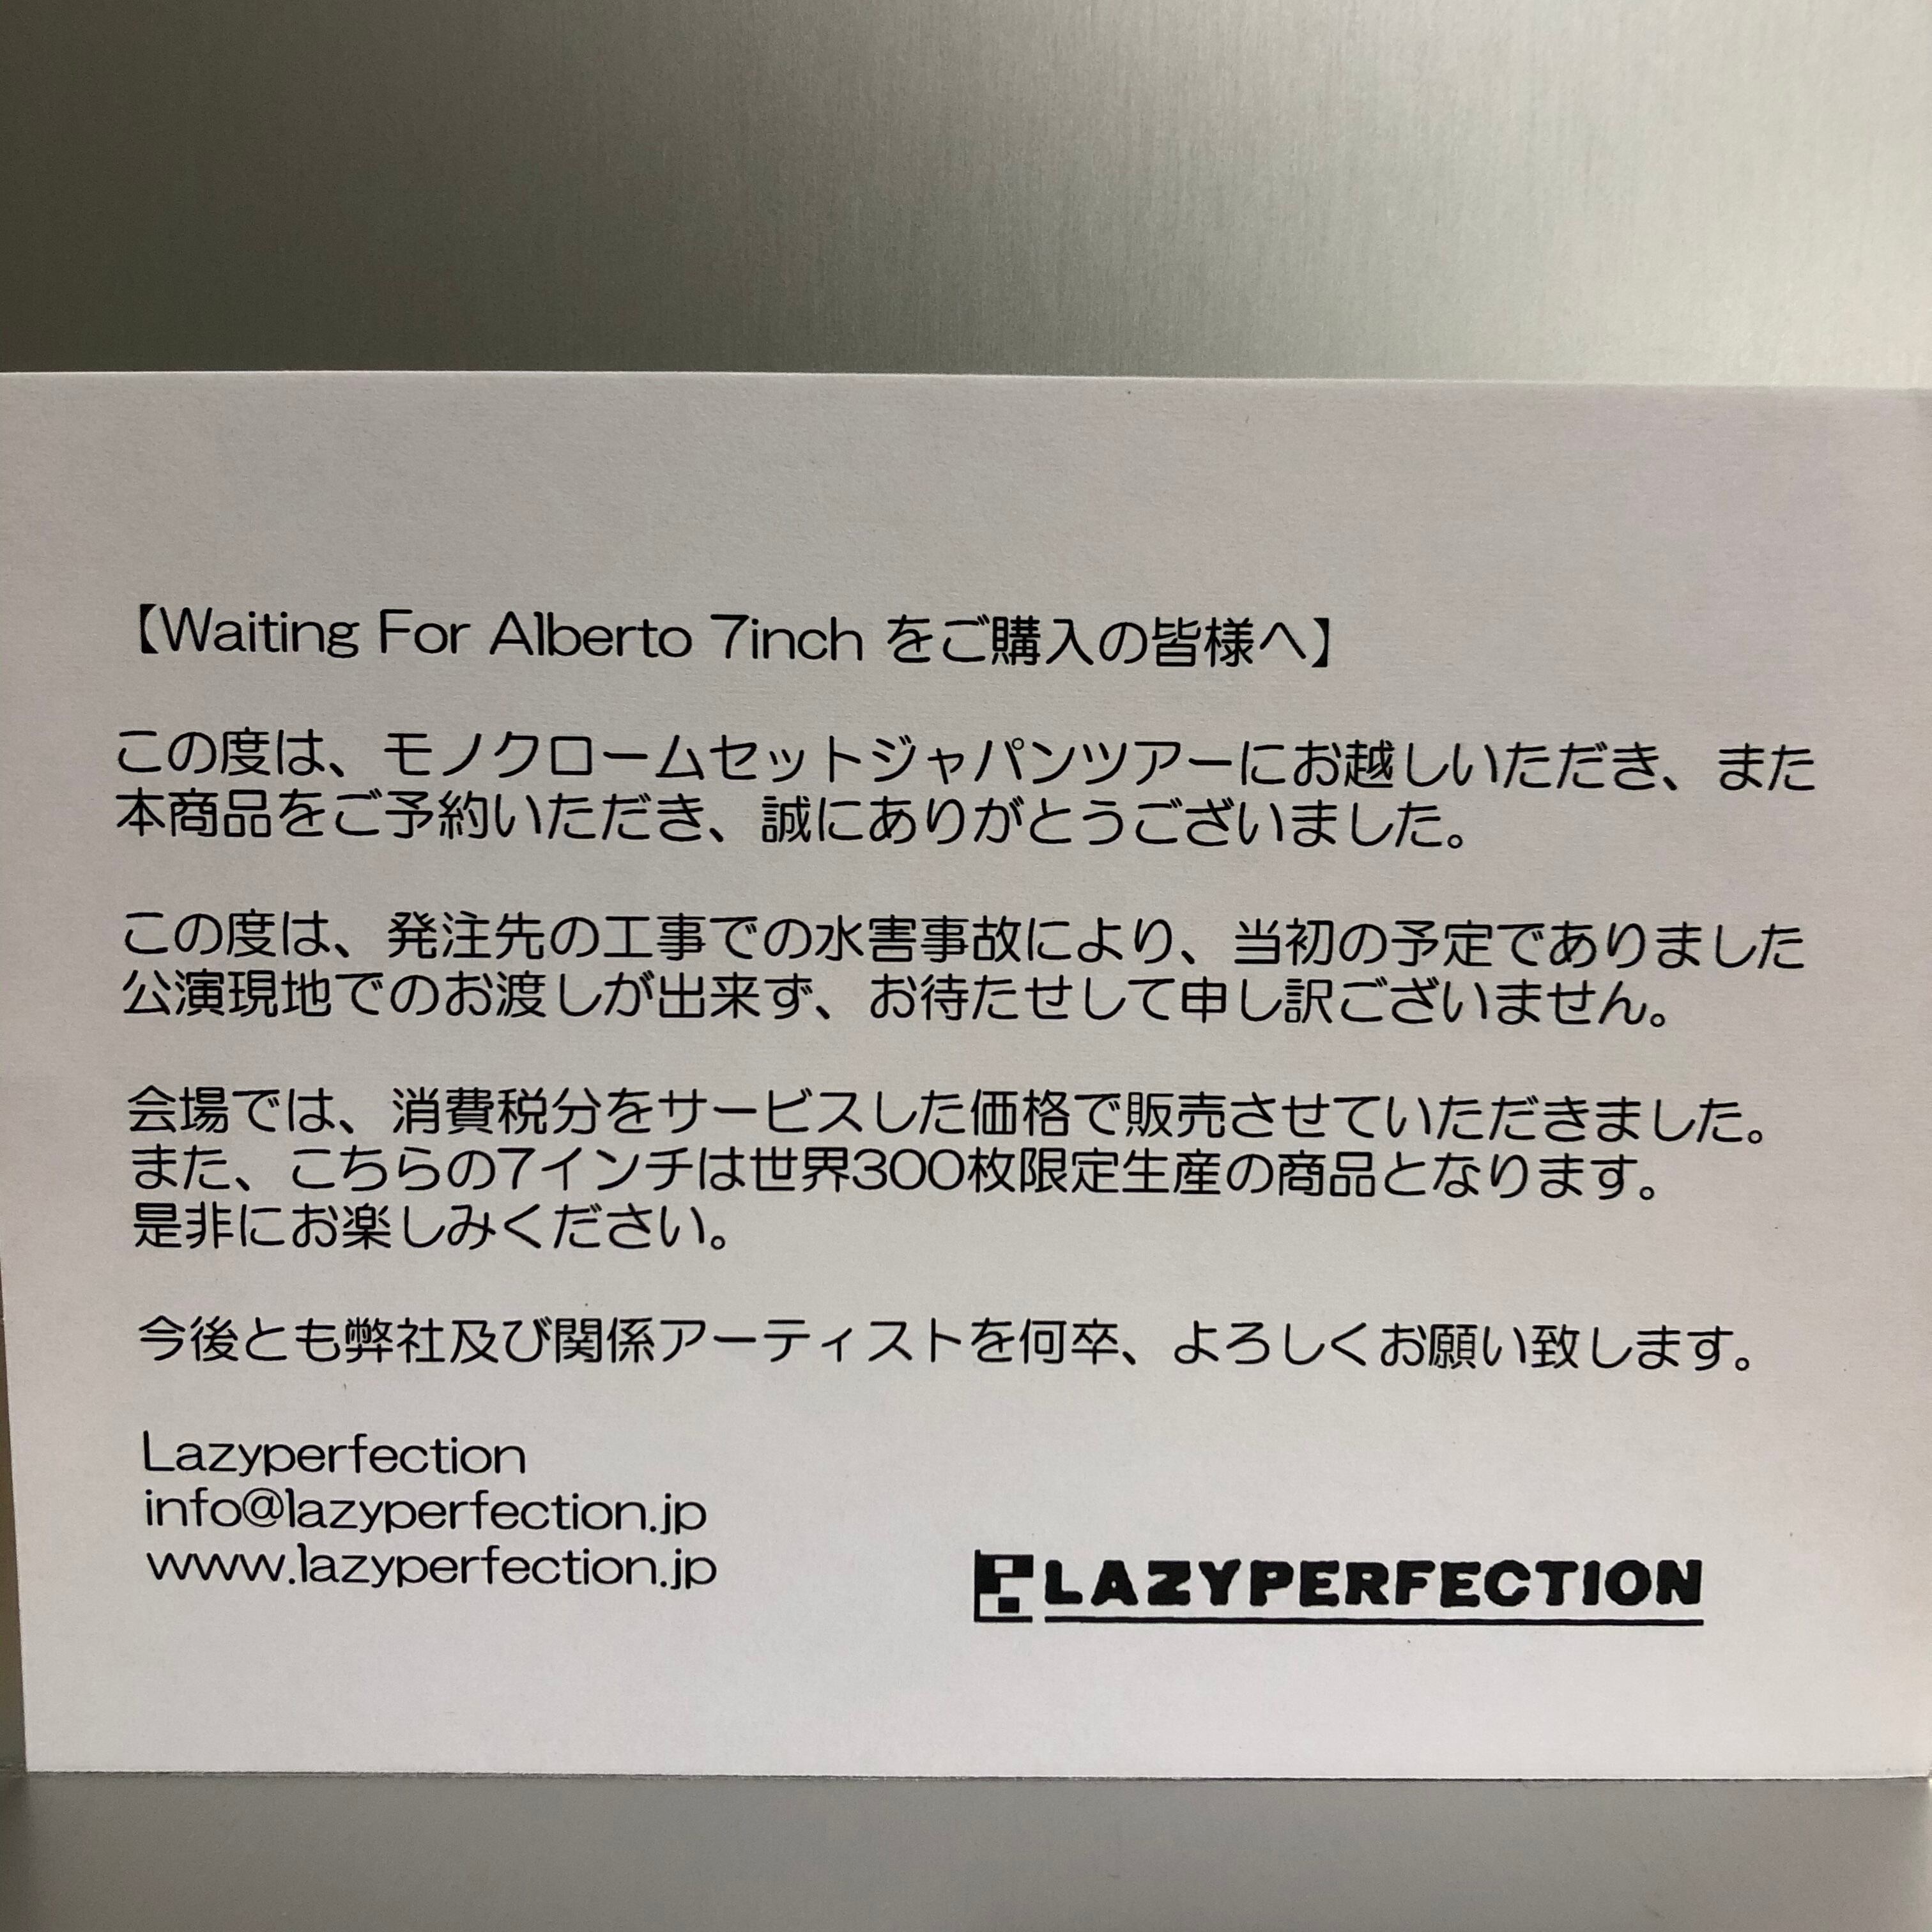 【Waiting For Alberto 7inch をご購入の皆様へ】
この度は、モノクロームセットジャパンツアーにお越しいただき、また
本商品をご予約いただき、誠にありがとうございました。
この度は、発注先の工事での水害事故により、当初の予定でありました
公演現地でのお渡しが出来ず、お待たせして申し訳ございません。
会場では、消費税分をサービスした価格で販売させていただきました。
また、こちらの7インチは世界300枚限定生産の商品となります。
是非にお楽しみください。
今後とも弊社及び関係アーティストを何卒、よろしくお願い致します。
Lazyperfection
info@lazyperfection.jp
www.lazyperfection.jp
LAZYPERFECTION